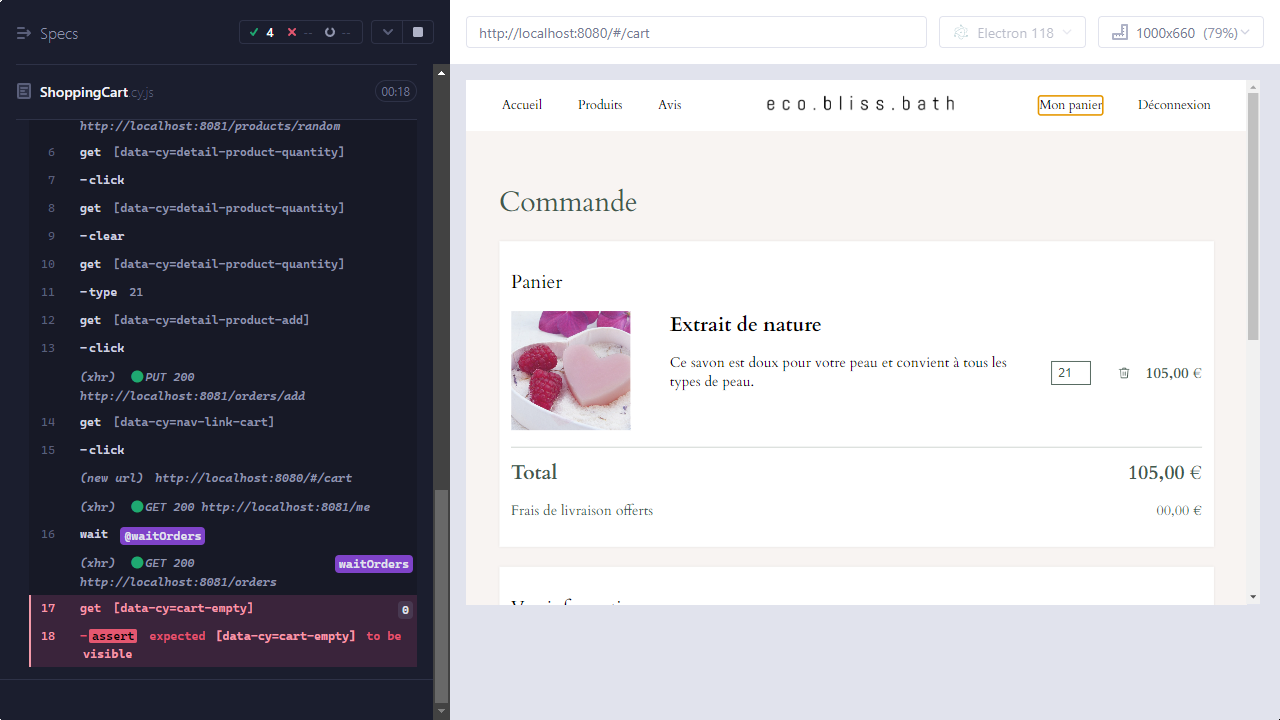 Specs
4
--
--
ShoppingCart.cy.js
00:18
http://localhost:8081/products/random
6 get [data-cy=detail-product-quantity]
7 -click
8 get [data-cy=detail-product-quantity]
9 -clear
10 get [data-cy=detail-product-quantity]
11 -type 21
12 get [data-cy=detail-product-add]
13 -click
(xhr) PUT 200
http://localhost:8081/orders/add
14 get [data-cy=nav-link-cart]
15 -click
(new url) http://localhost:8080/#/cart
(xhr) GET 200 http://localhost:8081/me
16 wait @waitOrders
(xhr) GET 200 waitOrders
http://localhost:8081/orders
17 get [data-cy=cart-empty] 0
18 -assert expected [data-cy=cart-empty] to be
visible
http://localhost:8080/#/cart
Electron 118
1000x660 (79%)
Accueil
Produits
Avis
eco.bliss.bath
Mon panier
Déconnexion
Commande
Panier
Extrait de nature
Ce savon est doux pour votre peau et convient à tous les
types de peau.
21
105,00 €
Total 105,00 €
Frais de livraison offerts 00,00 €